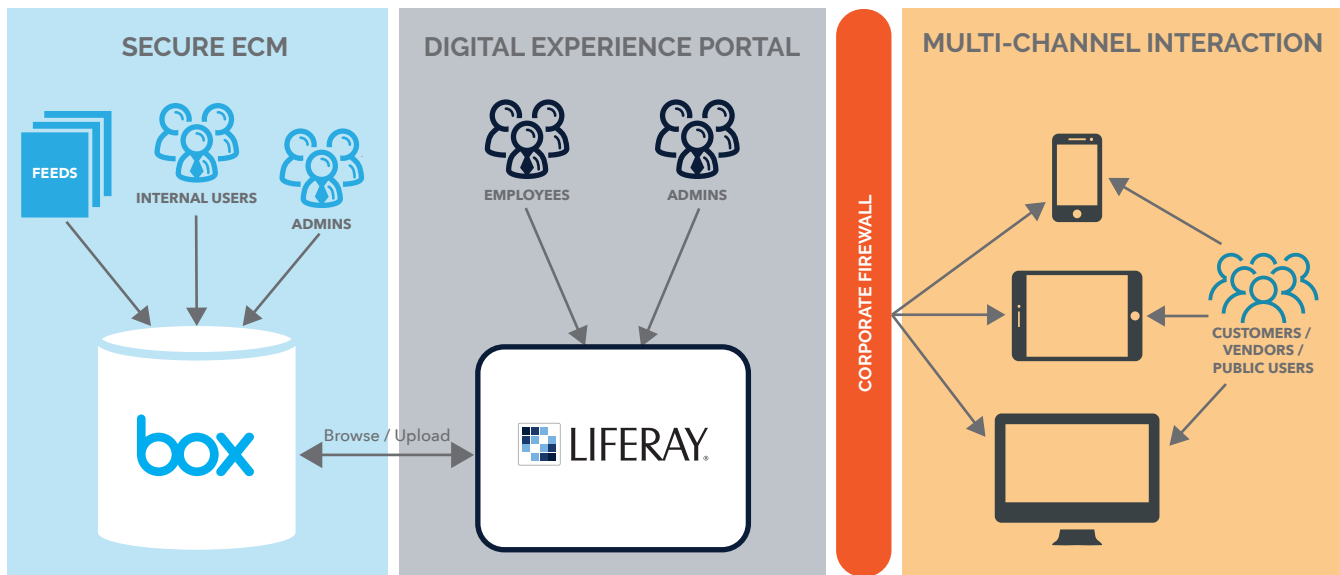 SECURE ECM
FEEDS
INTERNAL USERS
ADMINS
box
Browse / Upload
DIGITAL EXPERIENCE PORTAL
EMPLOYEES
ADMINS
LIFERAY®
CORPORATE FIREWALL
MULTI-CHANNEL INTERACTION
CUSTOMERS /
VENDORS /
PUBLIC USERS